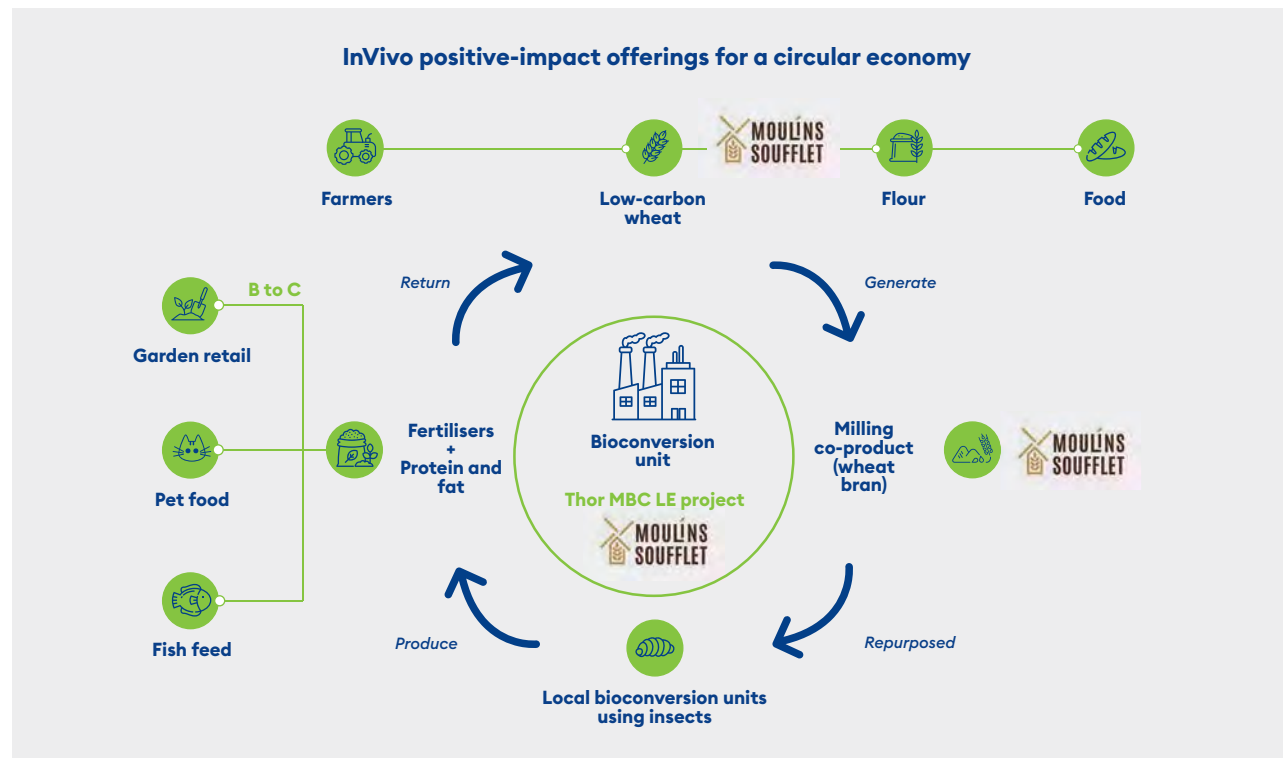 InVivo positive-impact offerings for a circular economy
MOULINS
SOUFFLET
Farmers
Low-carbon
wheat
Flour
Food
Return
Generate
B to C
Garden retail
Fertilisers
+
Protein and
fat
Bioconversion
unit
Thor MBC LE project
MOULINS
SOUFFLET
Milling
co-product
(wheat
bran)
MOULINS
SOUFFLET
Pet food
Fish feed
Produce
Repurposed
Local bioconversion units
using insects